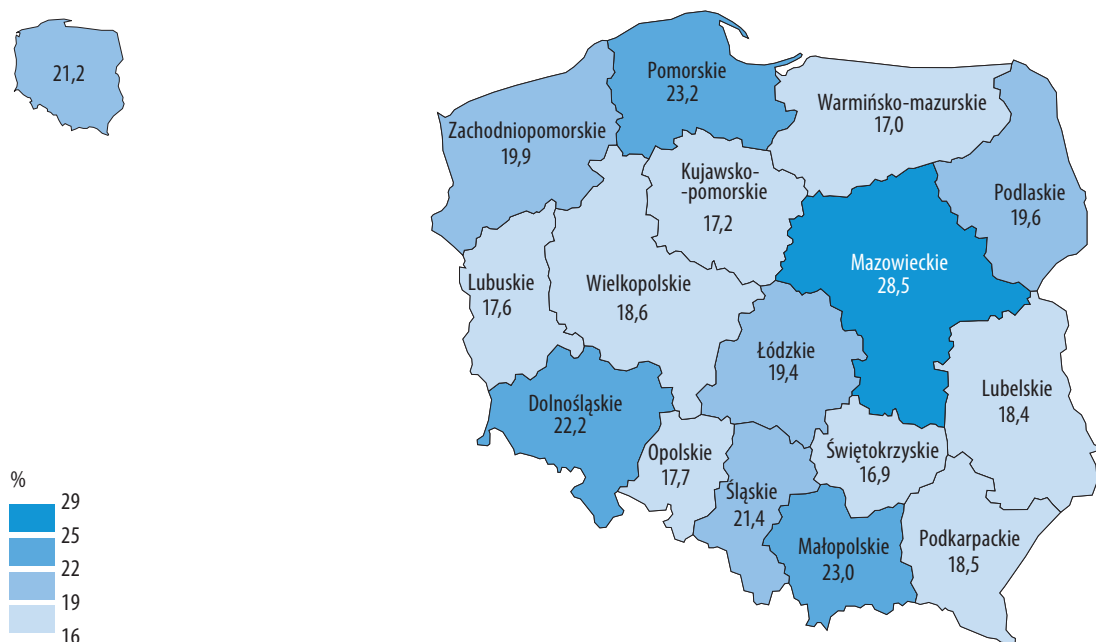 21,2
Pomorskie
23,2
Warmińsko-mazurskie
17,0
Zachodniopomorskie
19,9
Kujawsko-
-pomorskie
17,2
Podlaskie
19,6
Mazowieckie
28,5
Lubuskie
17,6
Wielkopolskie
18,6
Łódzkie
19,4
Lubelskie
18,4
Dolnośląskie
22,2
Opolskie
17,7
Śląskie
21,4
Świętokrzyskie
16,9
Małopolskie
23,0
Podkarpackie
18,5
%
29
25
22
19
16